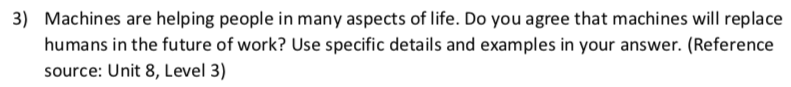 3) Machines are helping people in many aspects of life. Do you agree that machines will replace
humans in the future of work? Use specific details and examples in your answer. (Reference
source: Unit 8, Level 3)